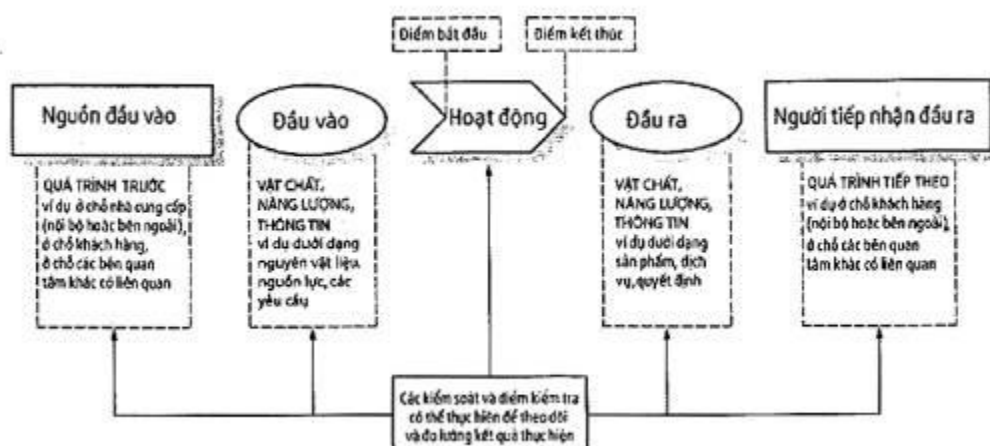 Điểm bắt đầu
Điểm kết thúc
Nguồn đầu vào
Đầu vào
Hoạt động
Đầu ra
Người tiếp nhận đầu ra
QUÁ TRÌNH TRƯỚC
ví dụ ở chỗ nhà cung cấp
(nội bộ hoặc bên ngoài),
ở chỗ khách hàng,
ở chỗ các bên quan
tâm khác có liên quan
VẬT CHẤT,
NĂNG LƯỢNG,
THÔNG TIN
ví dụ dưới dạng
nguyên vật liệu,
nguồn lực, các
yêu cầu
VẬT CHẤT,
NĂNG LƯỢNG,
THÔNG TIN
ví dụ dưới dạng
sản phẩm, dịch
vụ, quyết định
QUÁ TRÌNH TIẾP THEO
ví dụ ở chỗ khách hàng
(nội bộ hoặc bên ngoài),
ở chỗ các bên quan
tâm khác có liên quan
Các kiểm soát và điểm kiểm tra
có thể thực hiện để theo dõi
và đo lường kết quả thực hiện